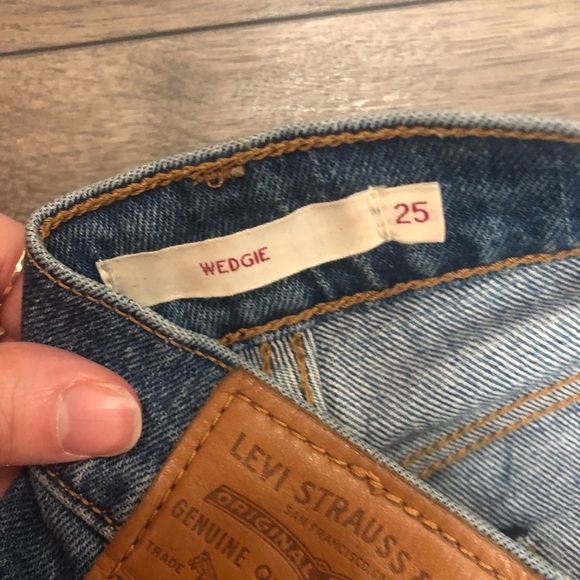 WEDGIE
25
LEVI STRAUSS
SAN FRANCISCO
ORIGINAL
GENUINE
TRADE